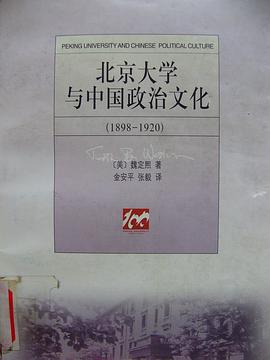 PEKING UNIVERSITY AND CHINESE POLITICAL CULTURE
北京大学
与中国政治文化
(1898-1920)
〔美〕魏定熙 著
金安平 张毅 译